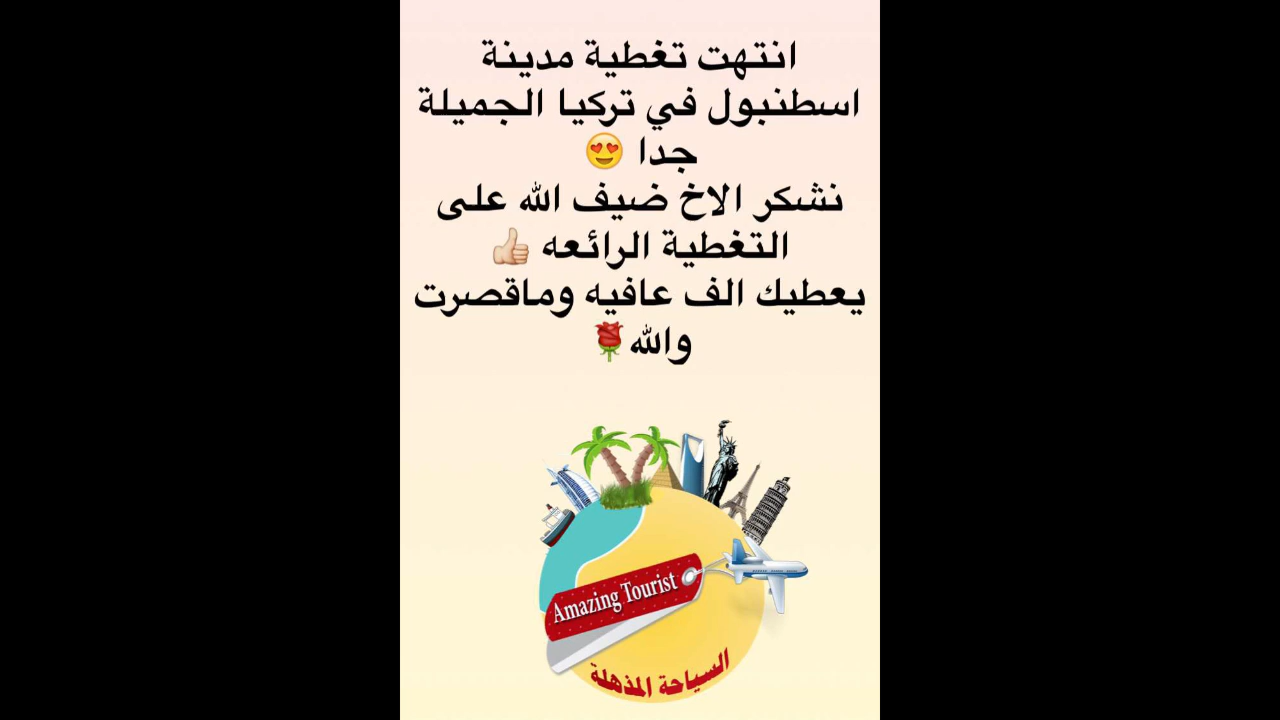 انتهت تغطية مدينة
اسطنبول في تركيا الجميلة
جدا 😍
نشكر الاخ ضيف الله على
التغطية الرائعه 👍🏼
يعطيك الف عافيه وماقصرت
والله🌹
Amazing Tourist
السياحة المذهلة